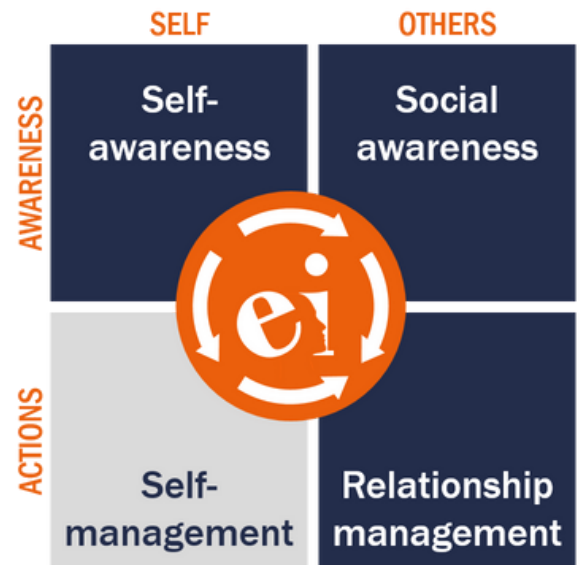 SELF
OTHERS
AWARENESS
Self-
awareness
Social
awareness
ei
ACTIONS
Self-
management
Relationship
management